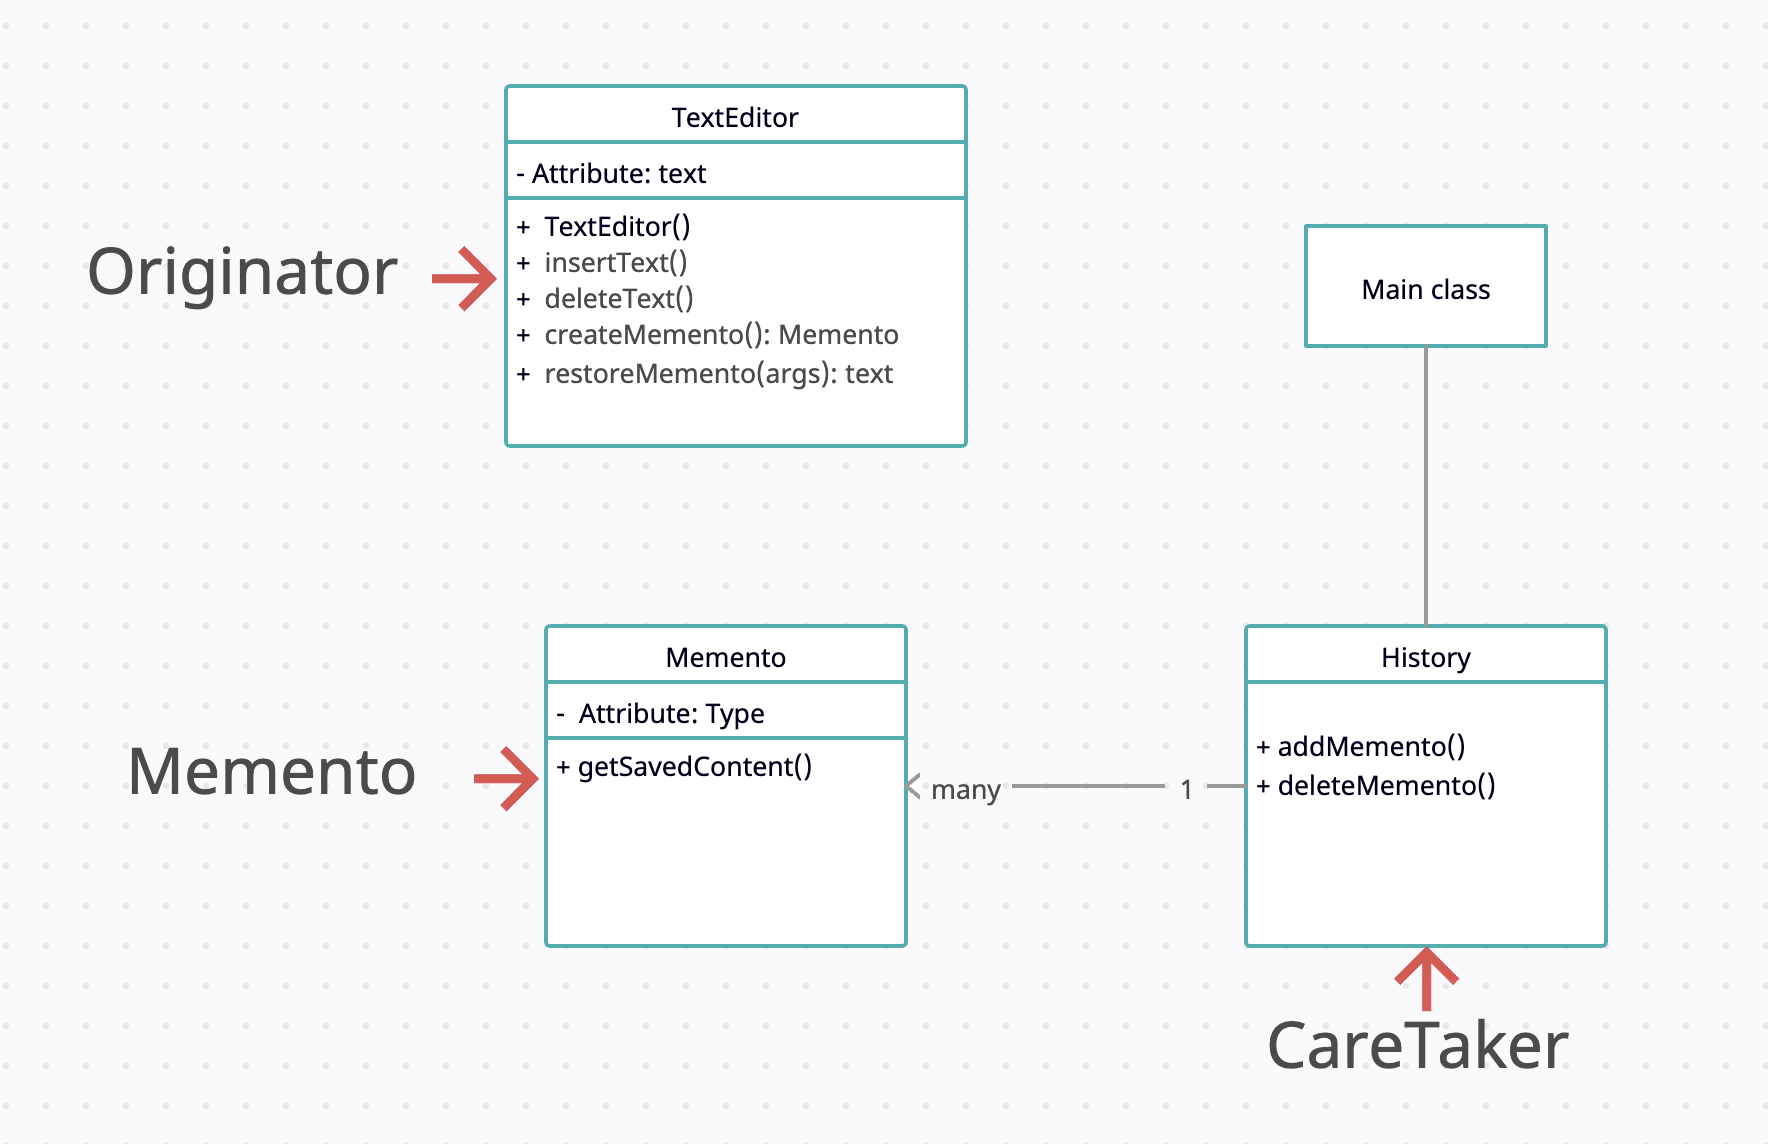 TextEditor
- Attribute: text
+ TextEditor()
+ insertText()
+ deleteText()
+ createMemento(): Memento
+ restoreMemento(args): text
Originator
Main class
Memento
- Attribute: Type
+ getSavedContent()
Memento
many
1
History
+ addMemento()
+ deleteMemento()
CareTaker